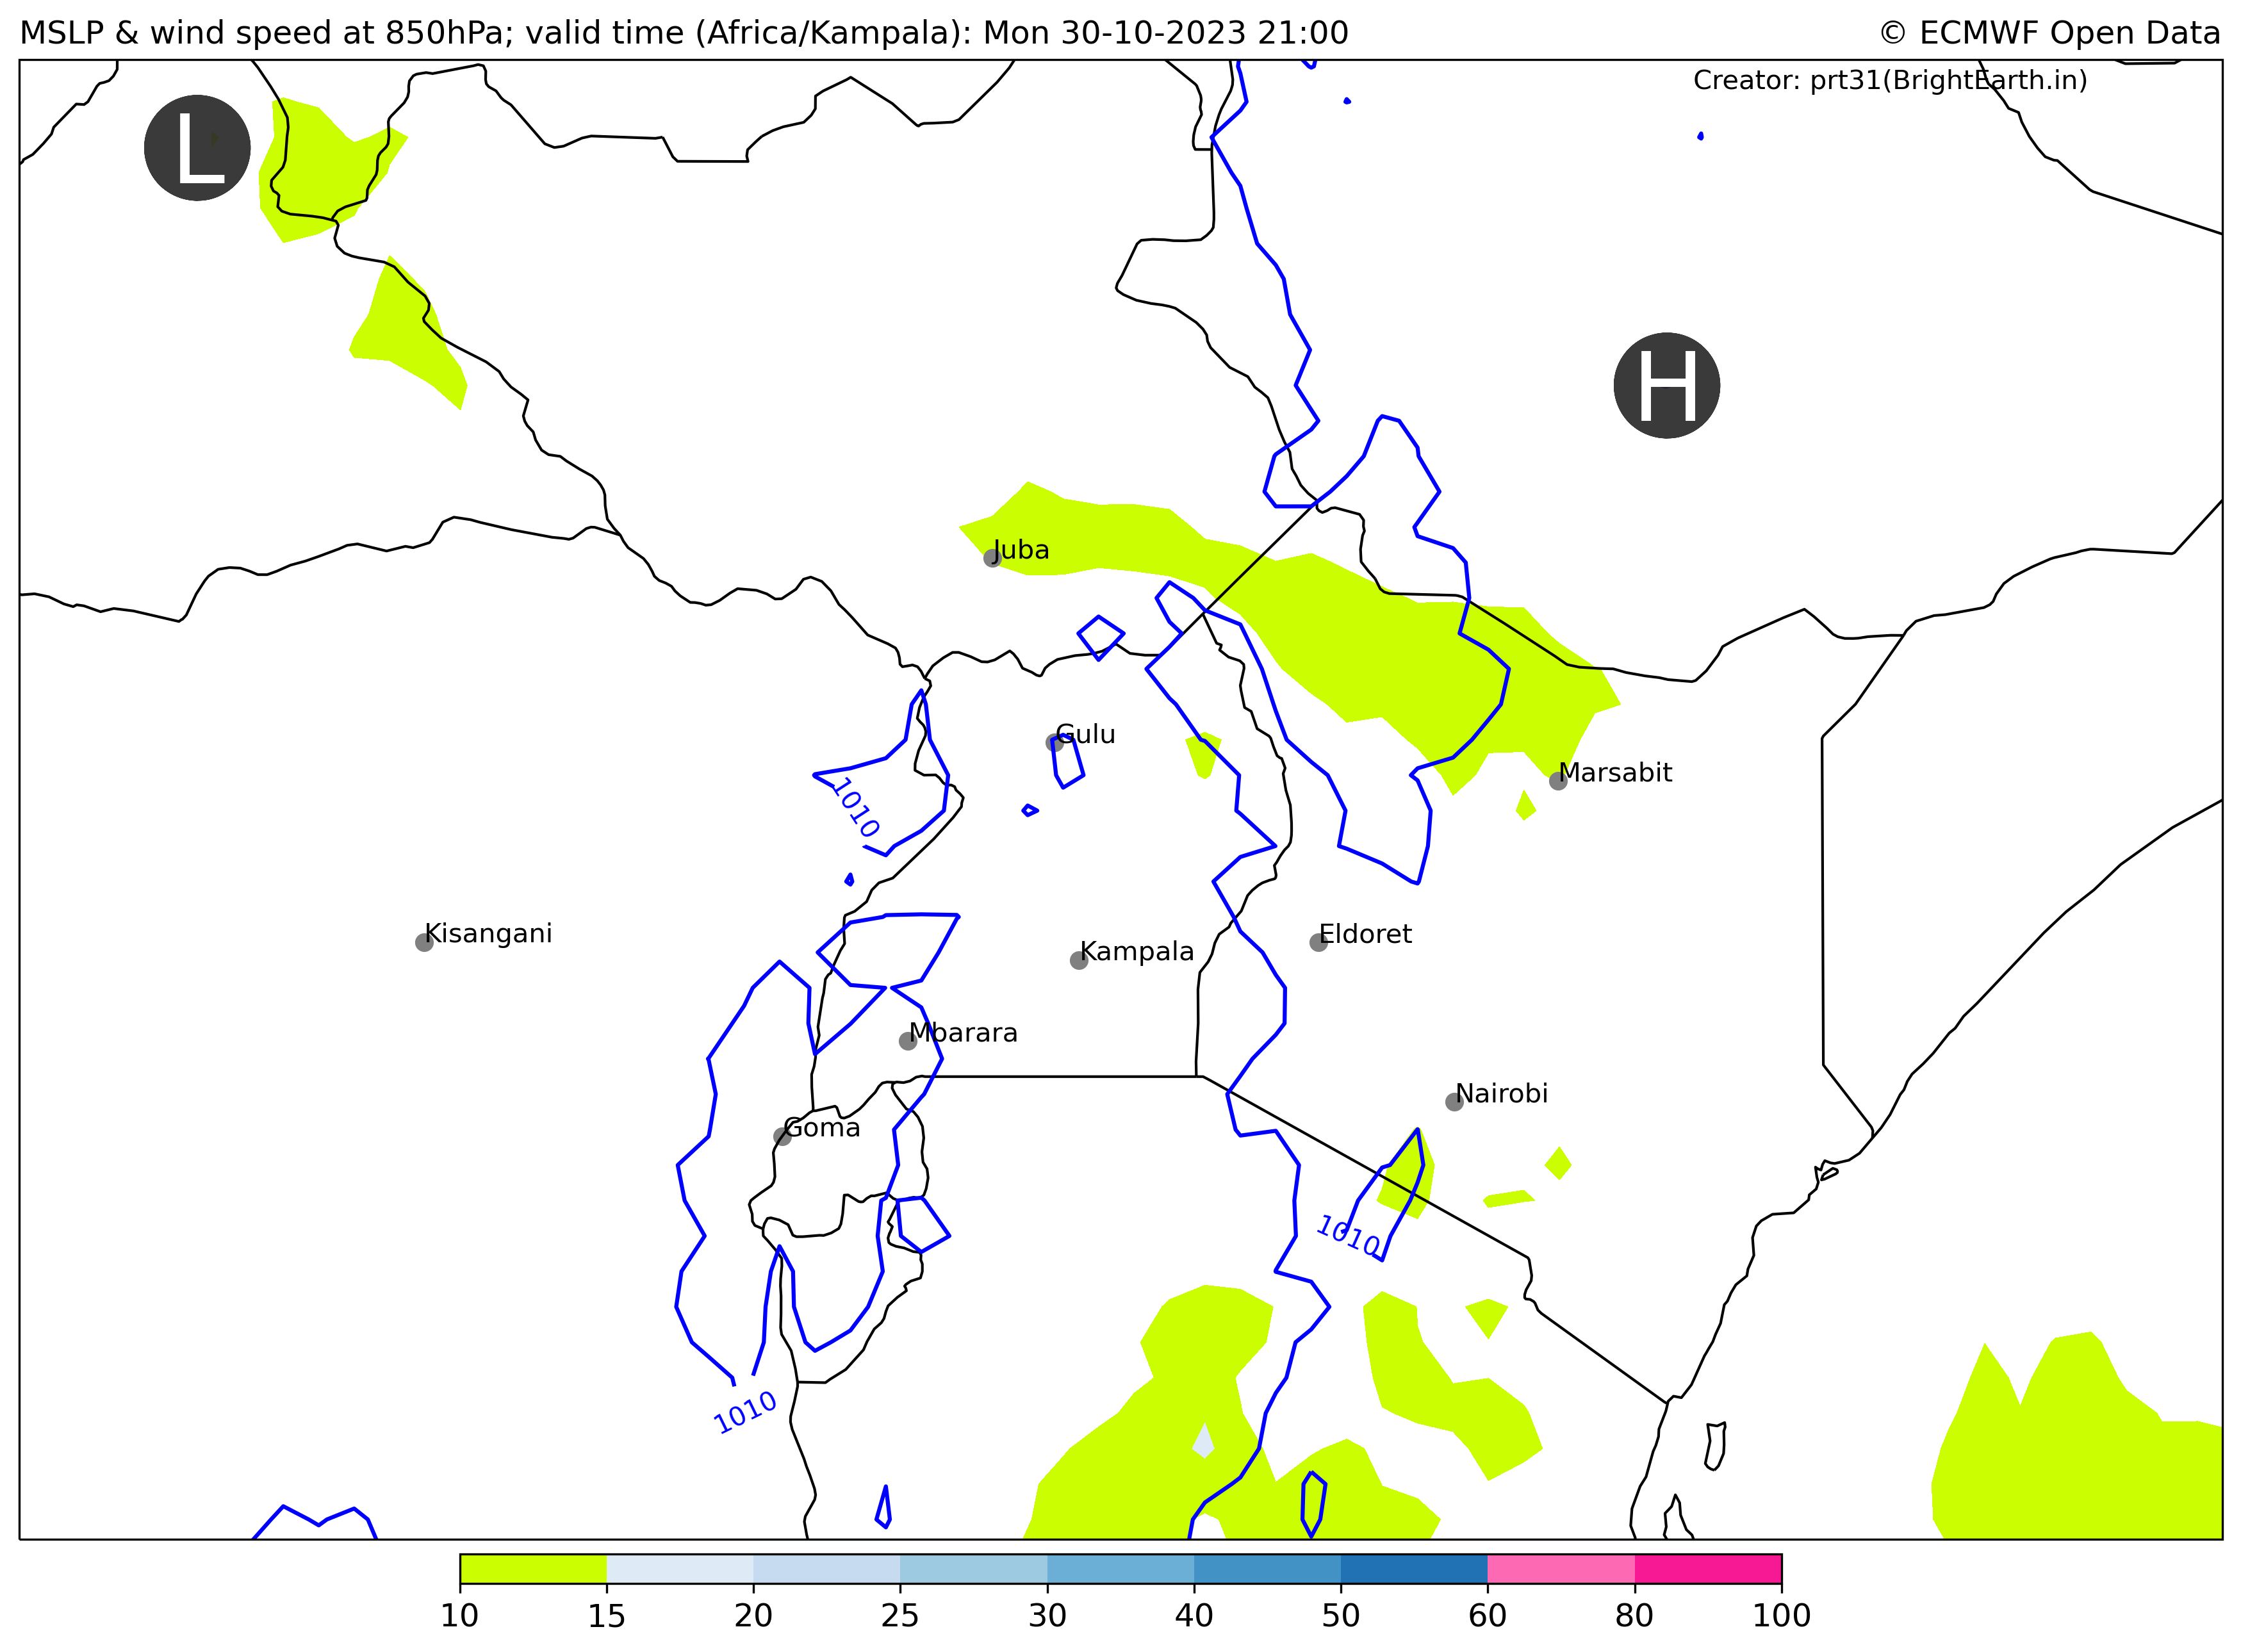 MSLP & wind speed at 850hPa; valid time (Africa/Kampala): Mon 30-10-2023 21:00
© ECMWF Open Data
Creator: prt31(BrightEarth.in)
L
H
Juba
Gulu
Marsabit
1010
Kisangani
Eldoret
Kampala
Mbarara
Nairobi
Goma
1010
1010
10 15 20 25 30 40 50 60 80 100